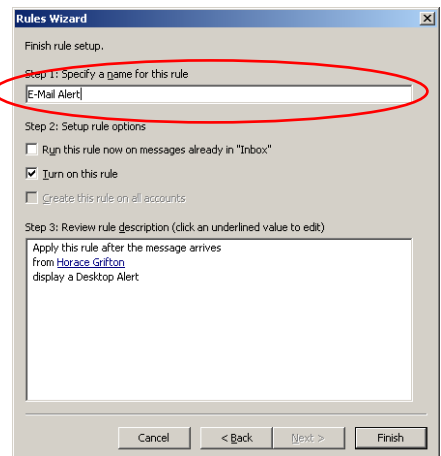 Rules Wizard
Finish rule setup.
Step 1: Specify a name for this rule
E-Mail Alert
Step 2: Setup rule options
Run this rule now on messages already in "Inbox"
Turn on this rule
Create this rule on all accounts
Step 3: Review rule description (click an underlined value to edit)
Apply this rule after the message arrives
from Horace Grifton
display a Desktop Alert
Cancel
< Back
Next >
Finish